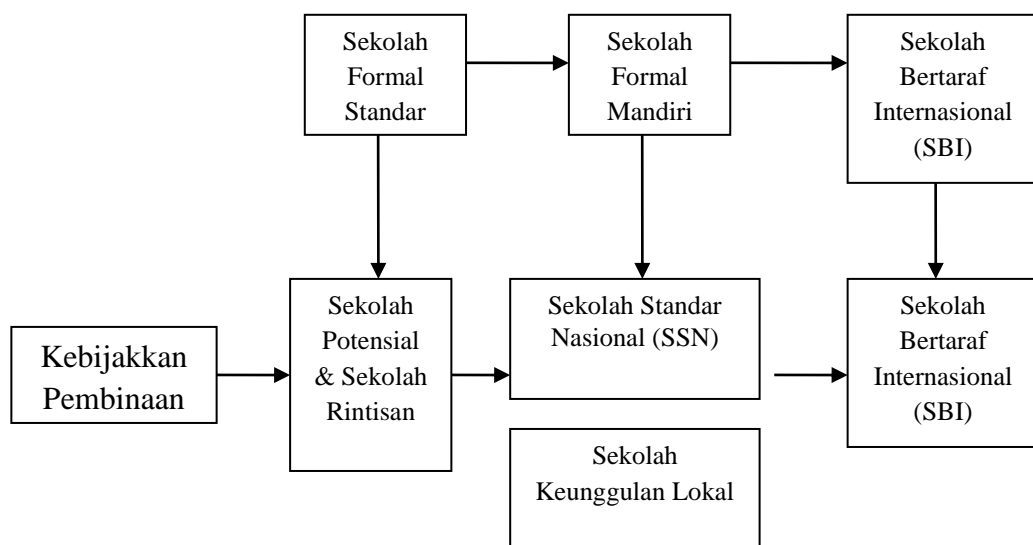 Sekolah
Formal
Standar
Sekolah
Formal
Mandiri
Sekolah
Bertaraf
Internasional
(SBI)
Kebijakkan
Pembinaan
Sekolah
Potensial
& Sekolah
Rintisan
Sekolah Standar
Nasional (SSN)
Sekolah
Bertaraf
Internasional
(SBI)
Sekolah
Keunggulan Lokal